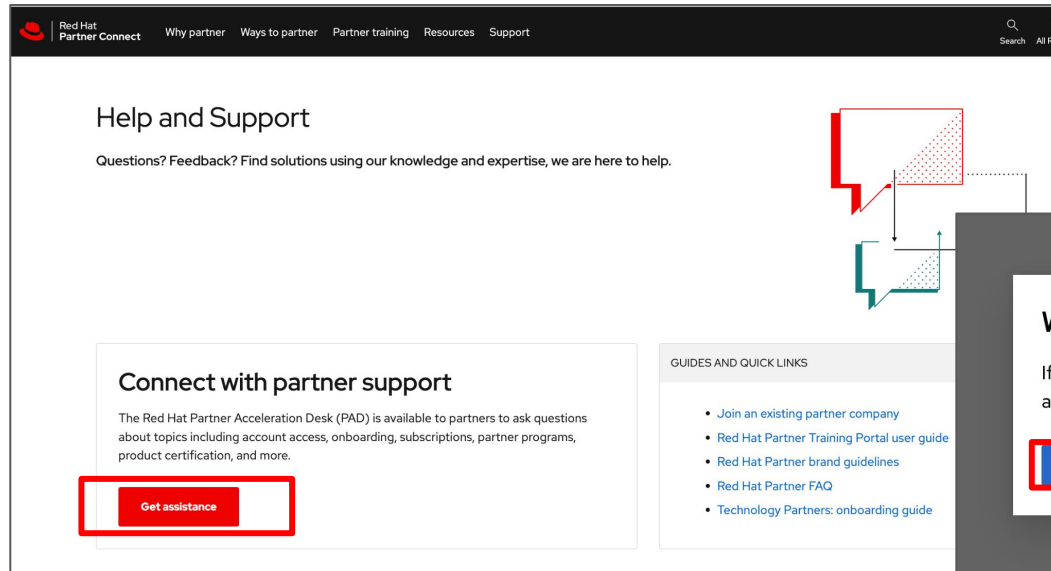 Red Hat
Partner Connect
Why partner Ways to partner Partner training Resources Support
Search All
Help and Support
Questions? Feedback? Find solutions using our knowledge and expertise, we are here to help.
Connect with partner support
The Red Hat Partner Acceleration Desk (PAD) is available to partners to ask questions
about topics including account access, onboarding, subscriptions, partner programs,
product certification, and more.
Get assistance
GUIDES AND QUICK LINKS
• Join an existing partner company
• Red Hat Partner Training Portal user guide
• Red Hat Partner brand guidelines
• Red Hat Partner FAQ
• Technology Partners: onboarding guide
If